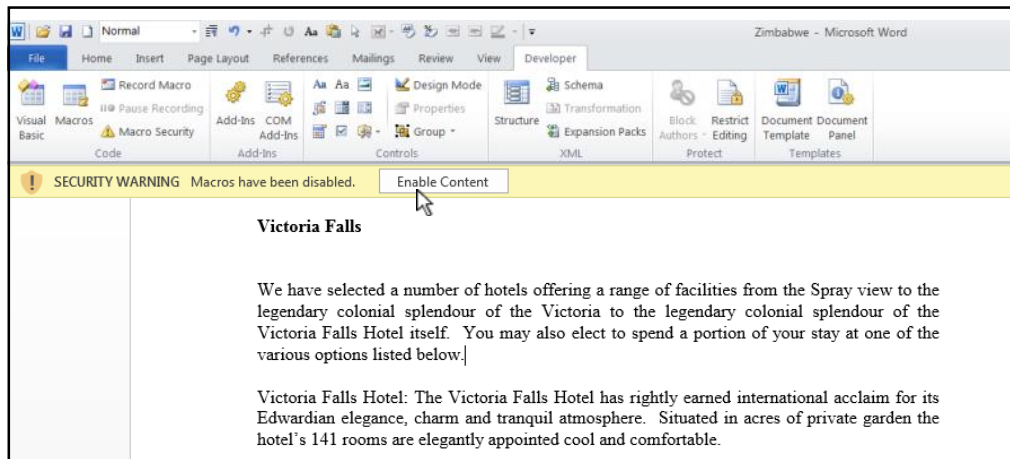 Normal
Zimbabwe - Microsoft Word
File Home Insert Page Layout References Mailings Review View Developer
Visual Basic
Macros
Record Macro
Pause Recording
Macro Security
Code
Add-Ins
COM Add-Ins
Add-Ins
Aa Aa
Design Mode
Properties
Group
Controls
Structure
Schema
Transformation
Expansion Packs
XML
Block Authors
Restrict Editing
Protect
Document Template
Document Panel
Templates
SECURITY WARNING Macros have been disabled. Enable Content
Victoria Falls
We have selected a number of hotels offering a range of facilities from the Spray view to the
legendary colonial splendour of the Victoria to the legendary colonial splendour of the
Victoria Falls Hotel itself. You may also elect to spend a portion of your stay at one of the
various options listed below.
Victoria Falls Hotel: The Victoria Falls Hotel has rightly earned international acclaim for its
Edwardian elegance, charm and tranquil atmosphere. Situated in acres of private garden the
hotel's 141 rooms are elegantly appointed cool and comfortable.